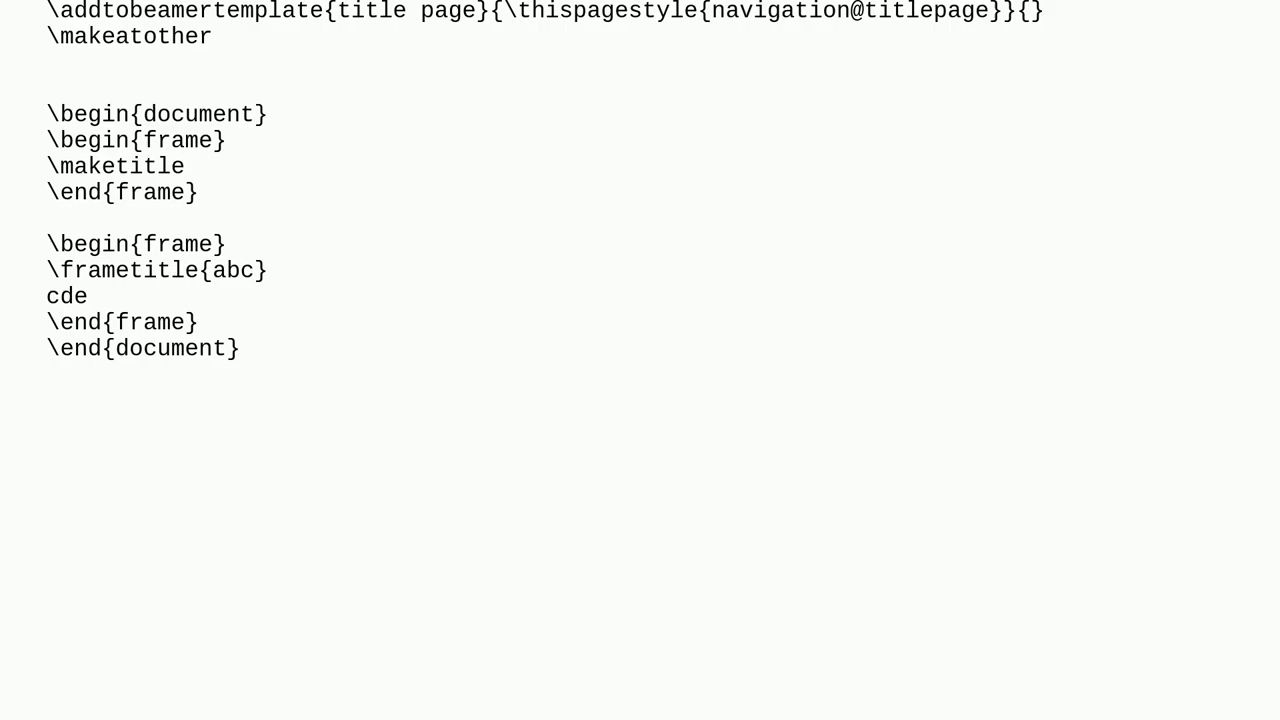 \addtobeamertemplate{title page}{\thispagestyle{navigation@titlepage}}{}
\makeatother
\begin{document}
\begin{frame}
\maketitle
\end{frame}
\begin{frame}
\frametitle{abc}
cde
\end{frame}
\end{document}